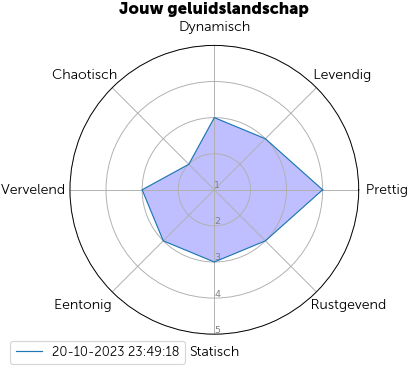 Jouw geluidslandschap
Dynamisch
Chaotisch
Levendig
Vervelend
1
Prettig
2
3
4
Eentonig
Rustgevend
5
20-10-2023 23:49:18
Statisch